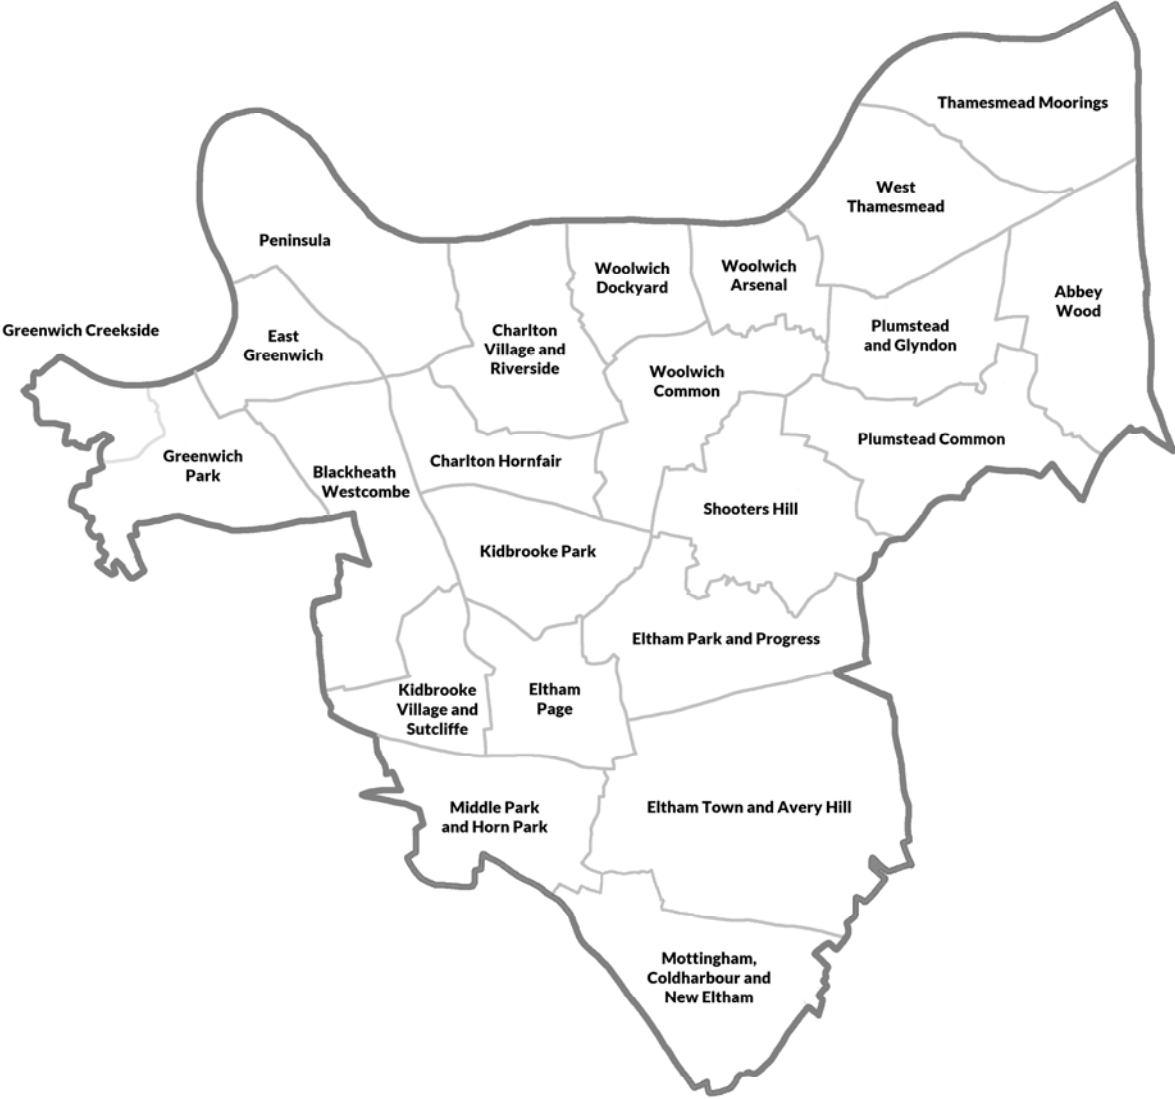 Thamesmead Moorings
West
Thamesmead
Peninsula
Woolwich
Dockyard
Woolwich
Arsenal
Abbey
Wood
Greenwich Creekside
East
Greenwich
Charlton
Village and
Riverside
Plumstead
and Glyndon
Woolwich
Common
Plumstead Common
Greenwich
Park
Blackheath
Westcombe
Charlton Hornfair
Shooters Hill
Kidbrooke Park
Eltham Park and Progress
Kidbrooke
Village and
Sutcliffe
Eltham
Page
Middle Park
and Horn Park
Eltham Town and Avery Hill
Mottingham,
Coldharbour and
New Eltham